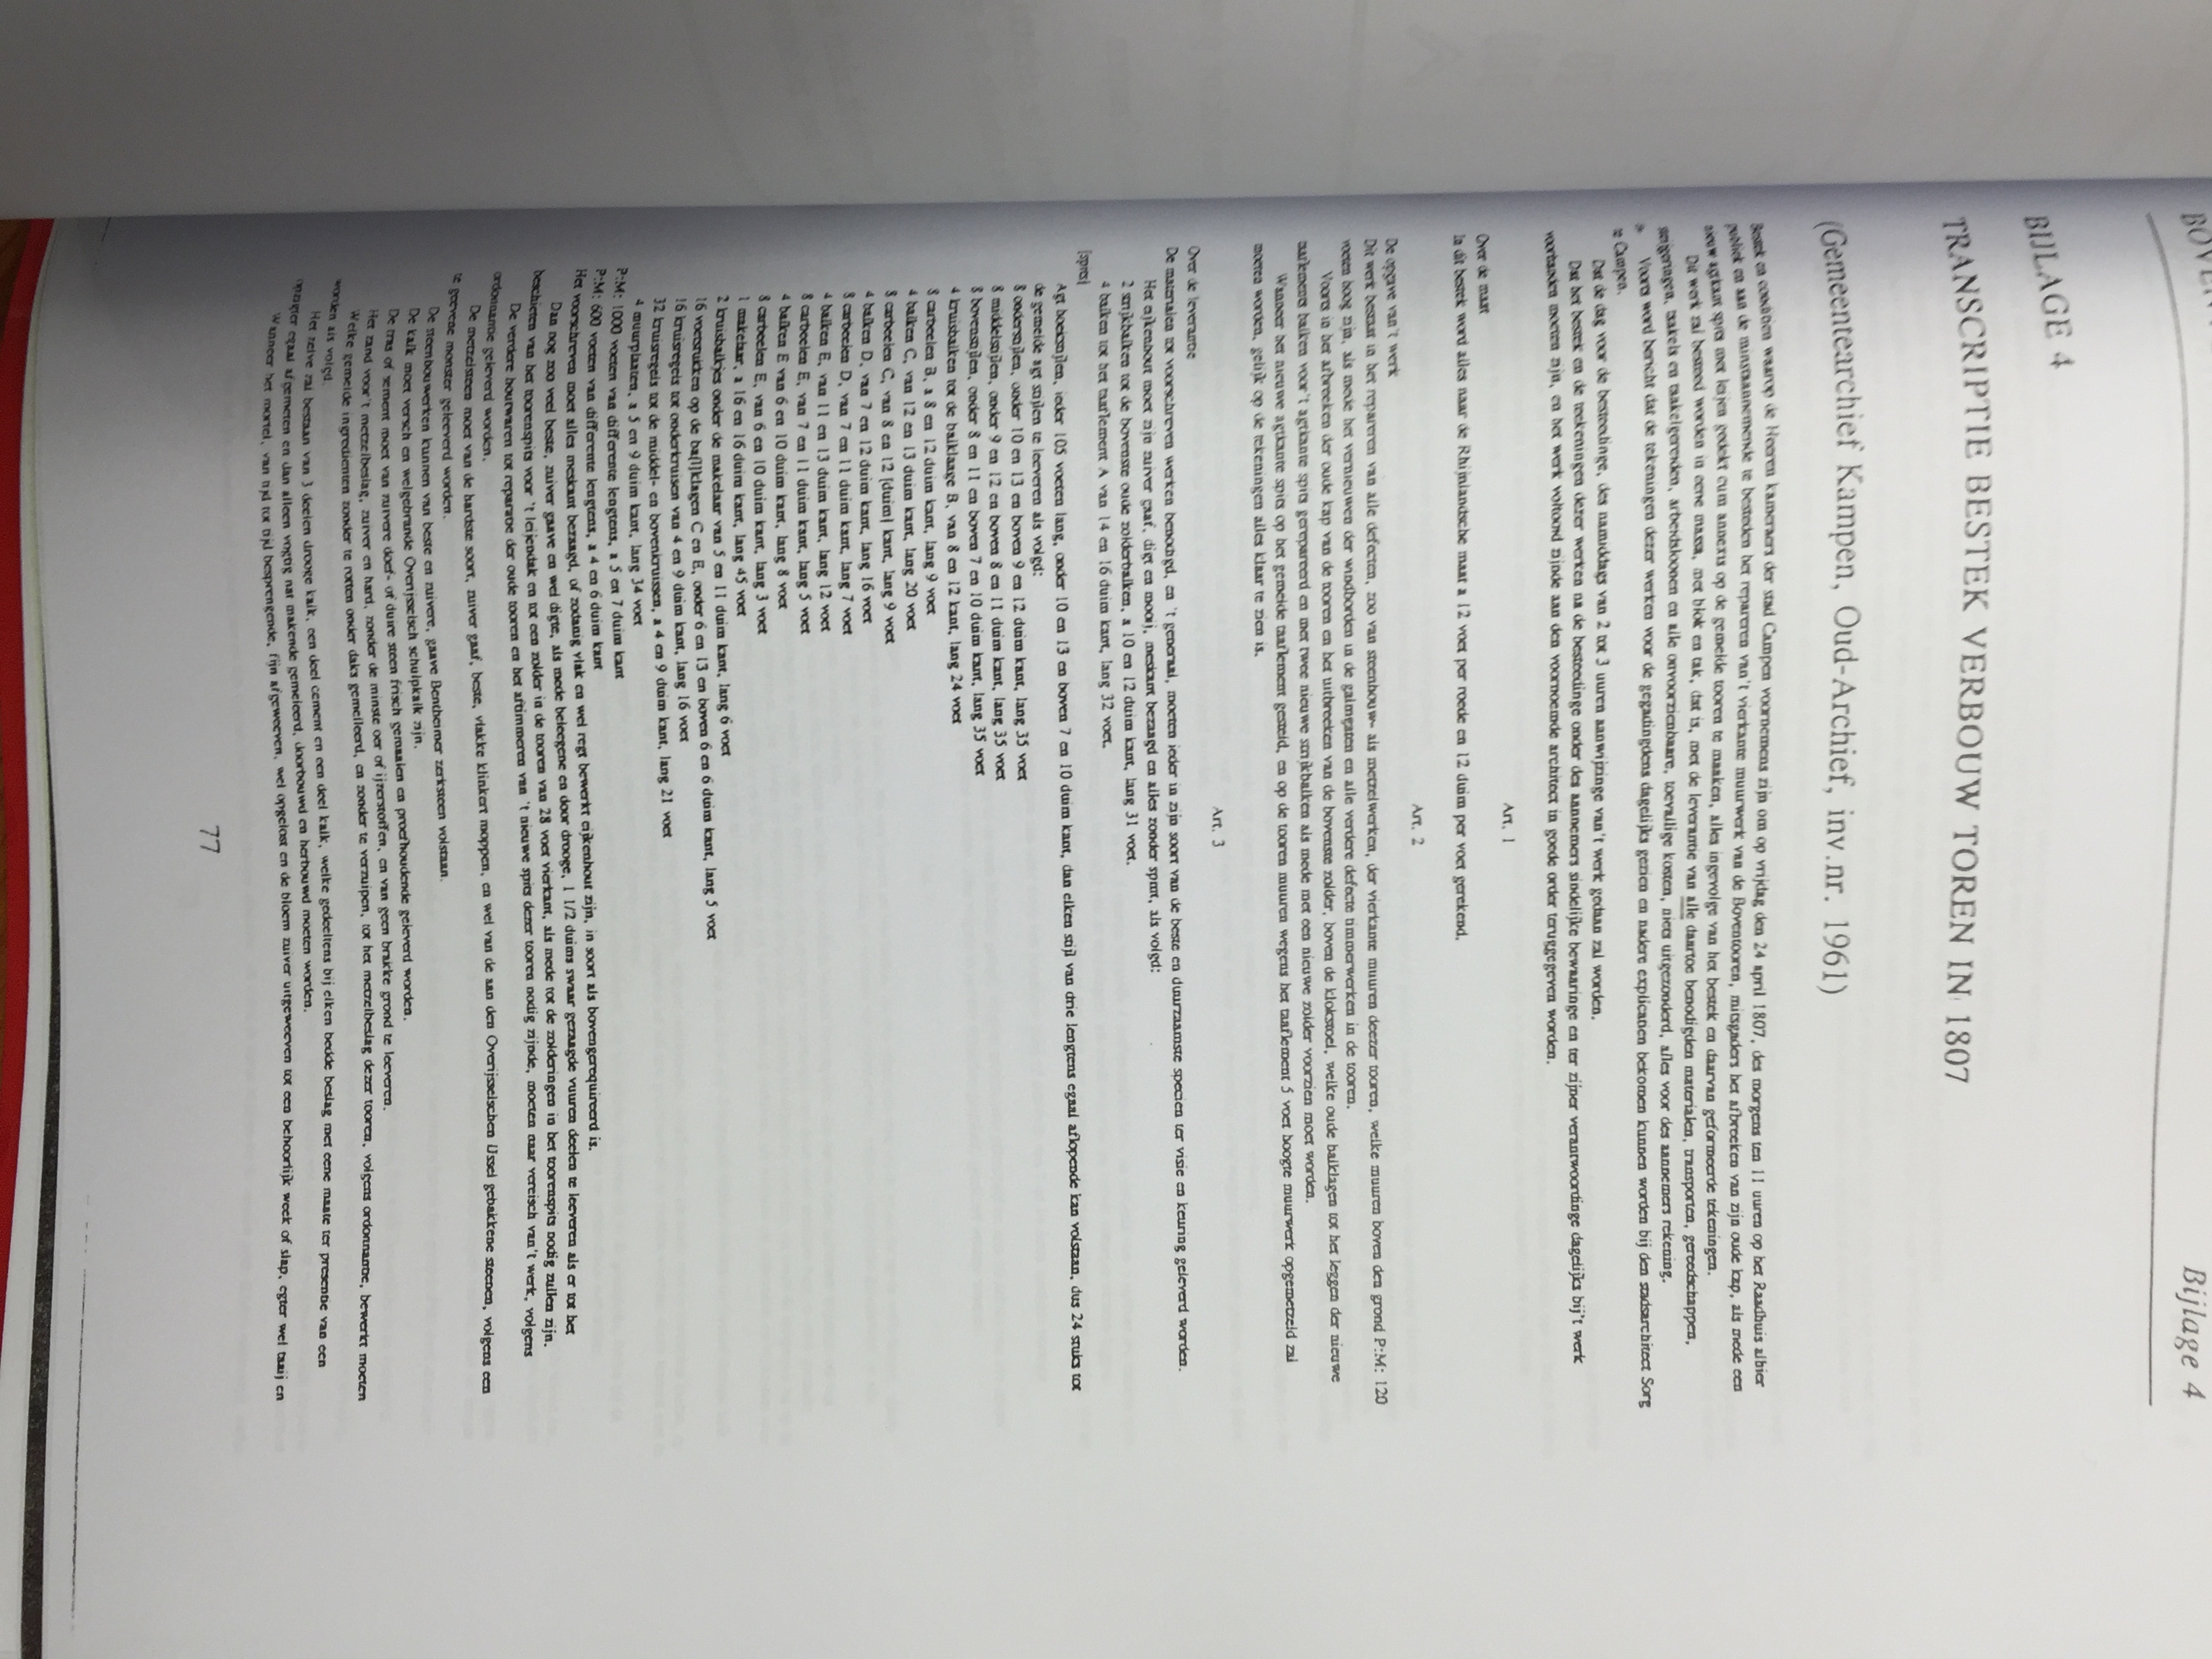 Bijlage 4
BIJLAGE 4
TRANSCRIPTIE BESTEK VERBOUW TOREN IN 1807
(Gemeentearchief Kampen, Oud-Archief, inv.nr. 1961)
Bestek en conditien waarop de Heeren kameraers der stad Campen voornemens zijn om op vrijdag den 24 april 1807, des morgens ten 11 uuren op het Raadhuis alhier
publiek en aan de minstaannemende te besteden het repareren van't vierkante muurwerk van de Boventooren, mitsgaders het afbreeken van zijn oude kap, als mede een
nieuw agtkant spits met leijen gedekt cum annexis op de gemelde tooren te maaken, alles ingevolge van het bestek en daarvan geformeerde tekeningen.
Dit werk zal besteed worden in eene massa, met blok en tak, dat is, met de leverantie van alle daartoe benodigden materialen, transporten, gereedschappen,
steigeringen, takels en takelgereden, arbeidsloonen en alle onvoorzienbaare, toevallige kosten, niets uitgezonderd, alles voor des aannemers rekening.
Voorts word bericht dat de tekeningen dezer werken voor de gegadingdens dagelijks gezien en nadere explicatien bekomen kunnen worden bij den stadsarchitect Sorg
te Campen.
Dat de dag voor de besteedinge, des namiddags van 2 tot 3 uuren aanwijzinge van't werk gedaan zal worden.
Dat het bestek en de teekeningen dezer werken na de besteedinge onder des aannemers sindelijke bewaaringe en ter zijner verantwoordinge dagelijks bij't werk
voorhanden moeten zijn, en het werk voltooid zijnde aan den voornoemde architect in goede order teruggegeven worden.
Art. 1
Over de maat
In dit bestek word alles naar de Rhijnlandsche maat a 12 voet per roede en 12 duim per voet gerekend.
Art. 2
De opgave van't werk
Dit werk bestaat in het repareren van alle defecten, zoo van steenhouw- als metzelwerken, der vierkante muuren deezer tooren, welke muuren boven den grond P:M: 120
voeten hoog zijn, als mede het vernieuwen der windborden in de galmgaten en alle verdere defecte timmerwerken in de tooren.
Voorts in het afbreeken der oude kap van de tooren en het uitbreeken van de bovenste zolder, boven de klokstoel, welke oude balklagen tot het leggen der nieuwe
taaflements balken voor't agtkante spits gerepareerd en met twee nieuwe strijkbalken als mede met een nieuwe zolder voorzien moet worden.
Wanneer het nieuwe agtkante spits op het gemelde taaflement gesteld, en op de tooren muuren wegens het taaflement 5 voet hoogte muurwerk opgemetzeld zal
moeten worden, gelijk op de tekeningen alles klaar te zien is.
Art. 3
Over de leverantie
De materialen tot voorschreven werken benodigd, en 't generaal, moeten ieder in zijn soort van de beste en duurzaamste specien ter visie en keuring geleverd worden.
Het eijkenhout moet zijn zuiver gaaf, digt en mooij, meskant bezaagd en alles zonder spint, als volgd:
2 strijkbalken tot de bovenste oude zolderbalken, a 10 en 12 duim kant, lang 31 voet.
4 balken tot het taaflement A van 14 en 16 duim kant, lang 32 voet.
[spits]
Agt hoekstijlen, ieder 105 voeten lang, onder 10 en 13 en boven 7 en 10 duim kant, dan elken stijl van drie lengtens egaal aflopende kan volstaan, dus 24 stuks tot
de gemelde agt stijlen te leeveren als volgd:
8 onderstijlen, onder 10 en 13 en boven 9 en 12 duim kant, lang 35 voet
8 middelstijlen, onder 9 en 12 en boven 8 en 11 duim kant, lang 35 voet
8 bovenstijlen, onder 8 en 11 en boven 7 en 10 duim kant, lang 35 voet
4 kruisbalken tot de balklaage B, van 8 en 12 kant, lang 24 voet
8 carbeelen B, a 8 en 12 duim kant, lang 9 voet
4 balken C, van 12 en 13 duim kant, lang 20 voet
8 carbeelen C, van 8 en 12 [duim] kant, lang 9 voet
4 balken D, van 7 en 12 duim kant, lang 16 voet
8 carbeelen D, van 7 en 11 duim kant, lang 7 voet
4 balken E, van 11 en 13 duim kant, lang 12 voet
8 carbeelen E, van 7 en 11 duim kant, lang 5 voet
4 balken E van 6 en 10 duim kant, lang 8 voet
8 carbeelen E, van 6 en 10 duim kant, lang 3 voet
1 makelaar, a 16 en 16 duim kant, lang 45 voet
2 kruisbalkjes onder de makelaar van 5 en 11 duim kant, lang 6 voet
16 voetstukken op de ba[l]klagen C en E, onder 6 en 13 en boven 6 en 6 duim kant, lang 5 voet
16 kruisregels tot onderkruisen van 4 en 9 duim kant, lang 16 voet
32 kruisregels tot de middel- en bovenkruissen, a 4 en 9 duim kant, lang 21 voet
4 muurplaaten, a 5 en 9 duim kant, lang 34 voet
P:M: 1000 voeten van differente lengtens, a 5 en 7 duim kant
P:M: 600 voeten van differente lengtens, a 4 en 6 duim kant
Het voorschreven moet alles meskant bezaagd, of zodanig vlak en wel regt bewerkt eijkenhout zijn, in soort als bovengerequireerd is.
Dan nog zoo veel beste, zuiver gaave en wel digte, als mede beleegene en door drooge, 1 1/2 duims swaar gezaagde vuuren deelen te leeveren als er tot het
beschieten van het toorenspits voor 't leijendak en tot een zolder in de tooren van 28 voet vierkant, als mede tot de zolderingen in het toorenspits nodig zullen zijn.
De verdere houtwaren tot reparatie der oude tooren en het aftimmeren van 't nieuwe spits dezer tooren nodig zijnde, moeten naar vereisch van't werk, volgens
ordonnantie geleverd worden.
De metzelsteen moet van de hardste soort, zuiver gaaf, beste, vlakke klinkert moppen, en wel van de aan den Overijsselschen IJssel gebakkene steenen, volgens een
te geevene monster geleeverd worden.
De steenhouwwerken kunnen van beste en zuivere, gaave Bentheimer zerksteen volstaan.
De kalk moet versch en welgebrande Overijsselsch schulpkalk zijn.
De tras of sement moet van zuivere doef- of duire steen frisch gemaalen en proefhoudende geleverd worden.
Het zand voor't metzelbeslag, zuiver en hard, zonder de minste oer of ijzerstoffen, en van geen brakke grond te leeveren.
Welke gemelde ingredienten zonder te rotten onder daks gemelleerd, en zonder te verzuipen, tot het metzelbeslag dezer tooren, volgens ordonnantie, bewerkt moeten
worden als volgd.
Het zelve zal bestaan van 3 deelen drooge kalk, een deel cement en een deel kalk, welke gedeeltens bij elken bedde beslag met eene maate ter presentie van een
opzigter egaal afgemeten en dan alleen vogtig nat makende gemeleerd, doorhouwd en herhouwd moeten worden.
Wanneer het mortel, van tijd tot tijd besprengende, fijn afgeweeven, wel opgelost en de bloem zuiver uitgeweeven tot een behoorlijk week of slap, egter wel taaij en
77